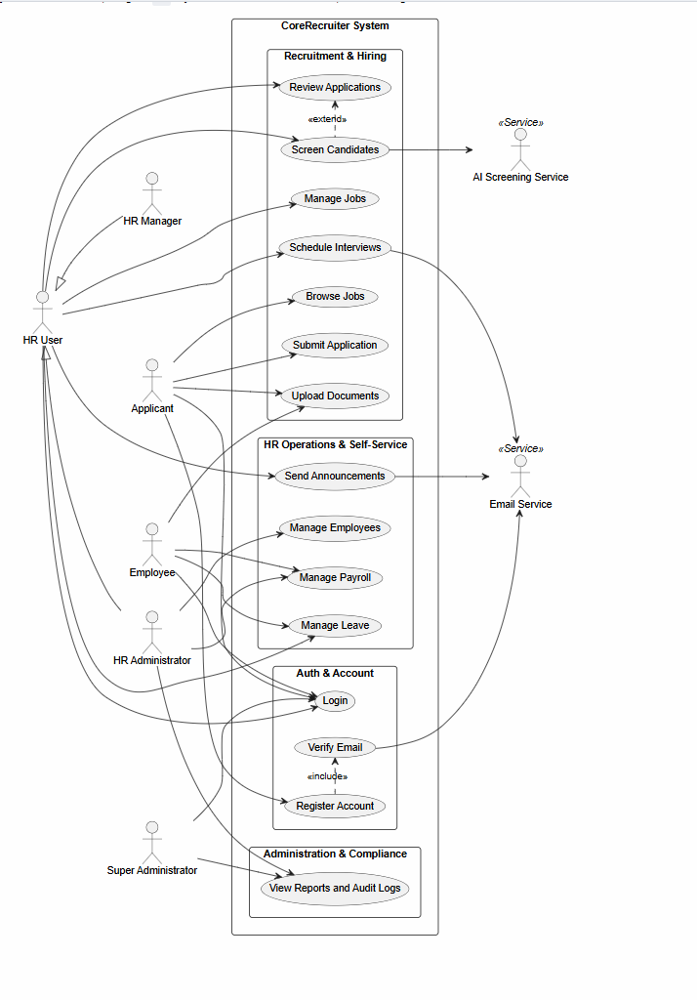 CoreRecruiter System
Recruitment & Hiring
Review Applications
«extend»
Screen Candidates
«Service»
AI Screening Service
HR Manager
Manage Jobs
Schedule Interviews
Browse Jobs
HR User
Submit Application
Applicant
Upload Documents
HR Operations & Self-Service
«Service»
Send Announcements
Email Service
Manage Employees
Employee
Manage Payroll
Manage Leave
HR Administrator
Auth & Account
Login
Verify Email
«include»
Register Account
Administration & Compliance
Super Administrator
View Reports and Audit Logs